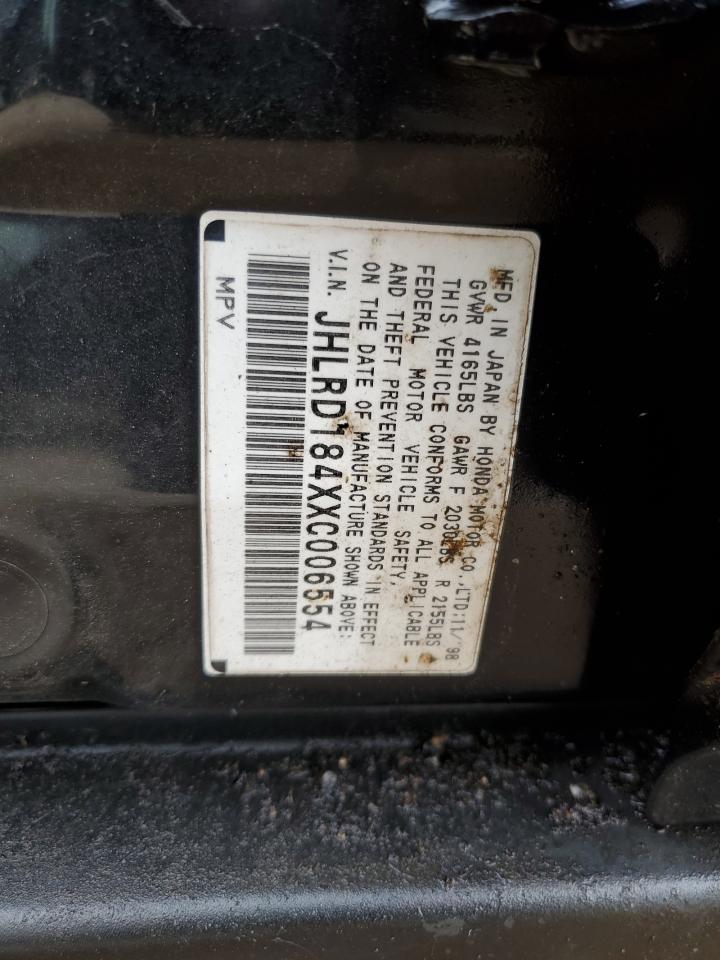 MFD. IN JAPAN BY HONDA MOTOR CO.,LTD:11/'98
GVWR 4165LBS GAWR F 2030LBS R 2155LBS
THIS VEHICLE CONFORMS TO ALL APPLICABLE
FEDERAL MOTOR VEHICLE SAFETY,
AND THEFT PREVENTION STANDARDS IN EFFECT
ON THE DATE OF MANUFACTURE SHOWN ABOVE:
V.I.N. JHLRD184XXC006554
MPV